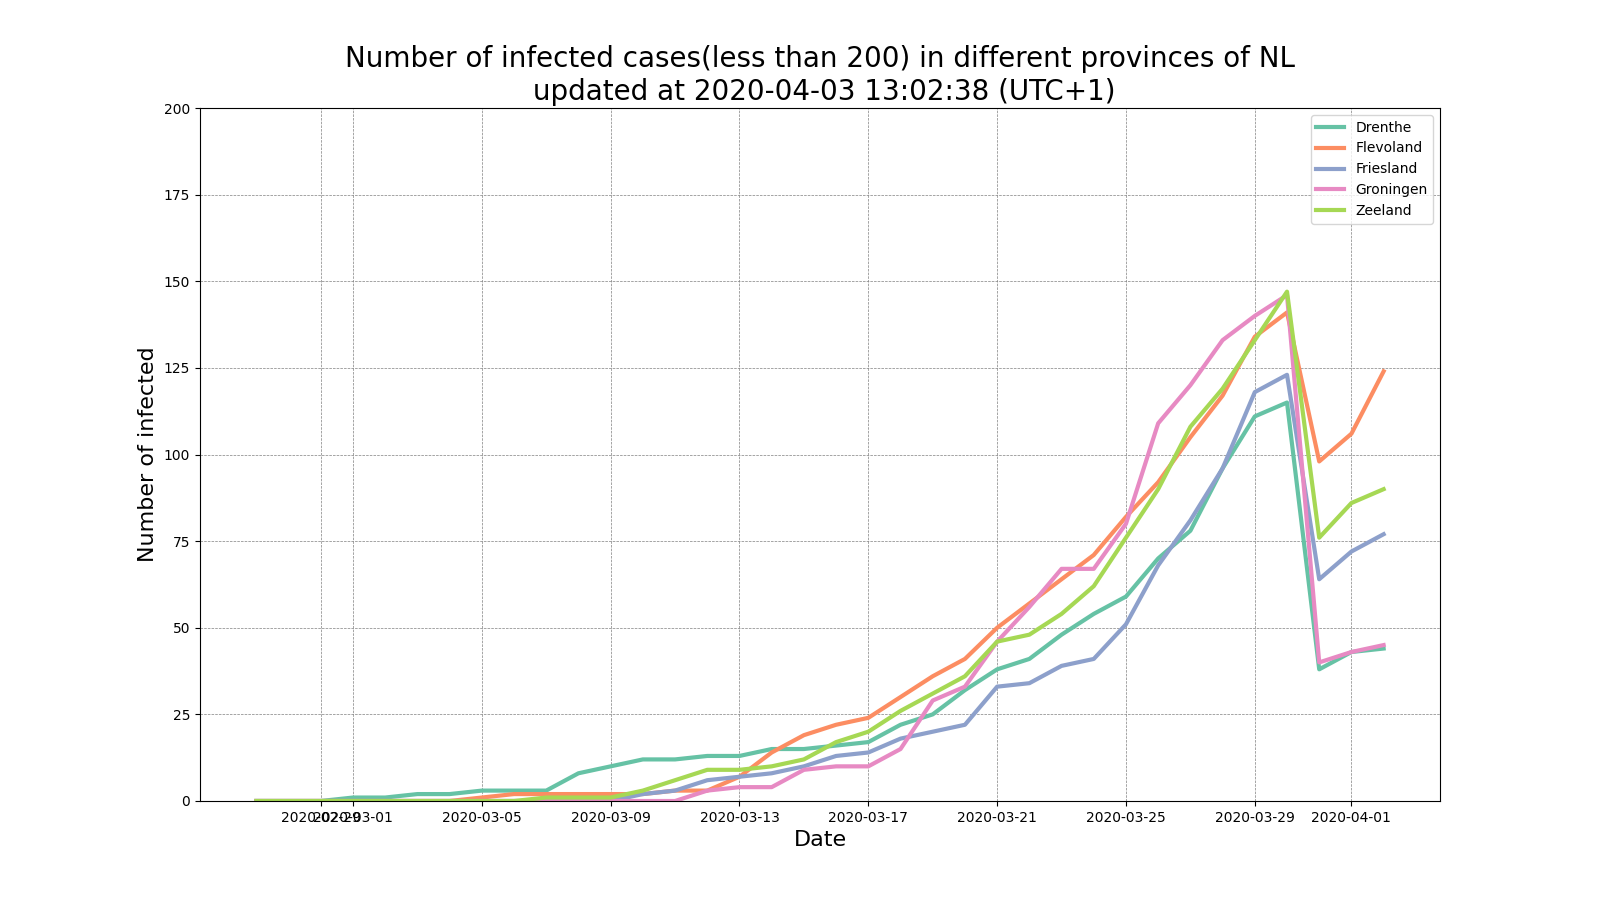 Number of infected cases(less than 200) in different provinces of NL
updated at 2020-04-03 13:02:38 (UTC+1)
Drenthe
Flevoland
Friesland
Groningen
Zeeland
200
175
150
125
100
75
50
25
0
Number of infected
2020-02-29 2020-03-01 2020-03-05 2020-03-09 2020-03-13 2020-03-17 2020-03-21 2020-03-25 2020-03-29 2020-04-01
Date